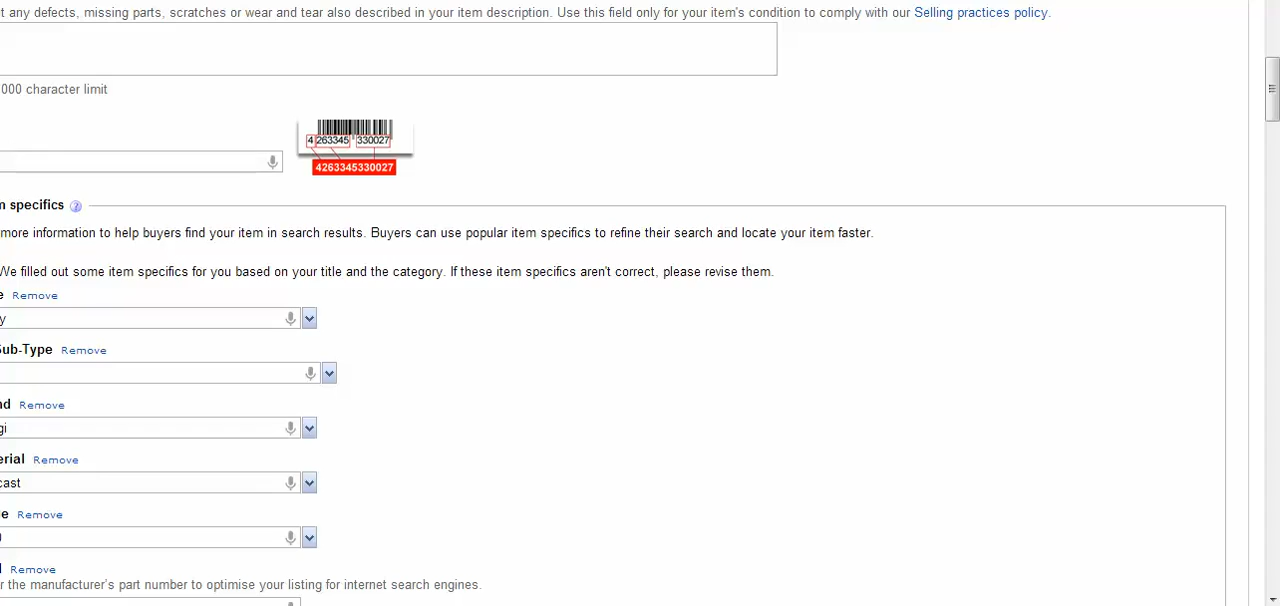 t any defects, missing parts, scratches or wear and tear also described in your item description. Use this field only for your item's condition to comply with our Selling practices policy.
000 character limit
4 263345 330027
4263345330027
m specifics ?
more information to help buyers find your item in search results. Buyers can use popular item specifics to refine their search and locate your item faster.
We filled out some item specifics for you based on your title and the category. If these item specifics aren't correct, please revise them.
e Remove
y
Sub-Type Remove
nd Remove
gi
erial Remove
cast
le Remove
Remove
r the manufacturer's part number to optimise your listing for internet search engines.